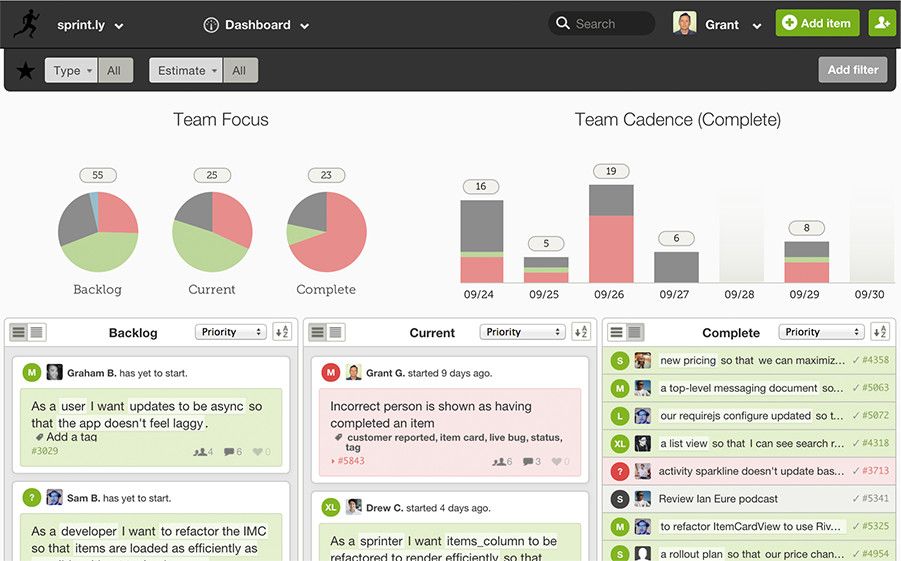 sprint.ly
Dashboard
Search
Grant
Add item
Type All
Estimate All
Add filter
Team Focus
Team Cadence (Complete)
55 25 23
Backlog Current Complete
16 5 19 6 8
09/24 09/25 09/26 09/27 09/28 09/29 09/30
Backlog
Priority
M Graham B. has yet to start.
As a user I want updates to be async so
that the app doesn't feel laggy.
Add a tag
#3029 4 6 0
? Sam B. has yet to start.
As a developer I want to refactor the IMC
so that items are loaded as efficiently as
Current
Priority
M Grant G. started 9 days ago.
Incorrect person is shown as having
completed an item
customer reported, item card, live bug, status,
tag
#5843 6 3 0
XL Drew C. started 4 days ago.
As a sprinter I want items_column to be
refactored to render efficiently so that
Complete
Priority
S new pricing so that we can maximiz... #4358
M a top-level messaging document so... #5063
L our requirejs configure updated so t... #5072
XL a list view so that I can see search r... #4318
? activity sparkline doesn't update bas... #3713
S Review Ian Eure podcast #5341
M to refactor ItemCardView to use Riv... #5325
S a rollout plan so that our price chan... #4954